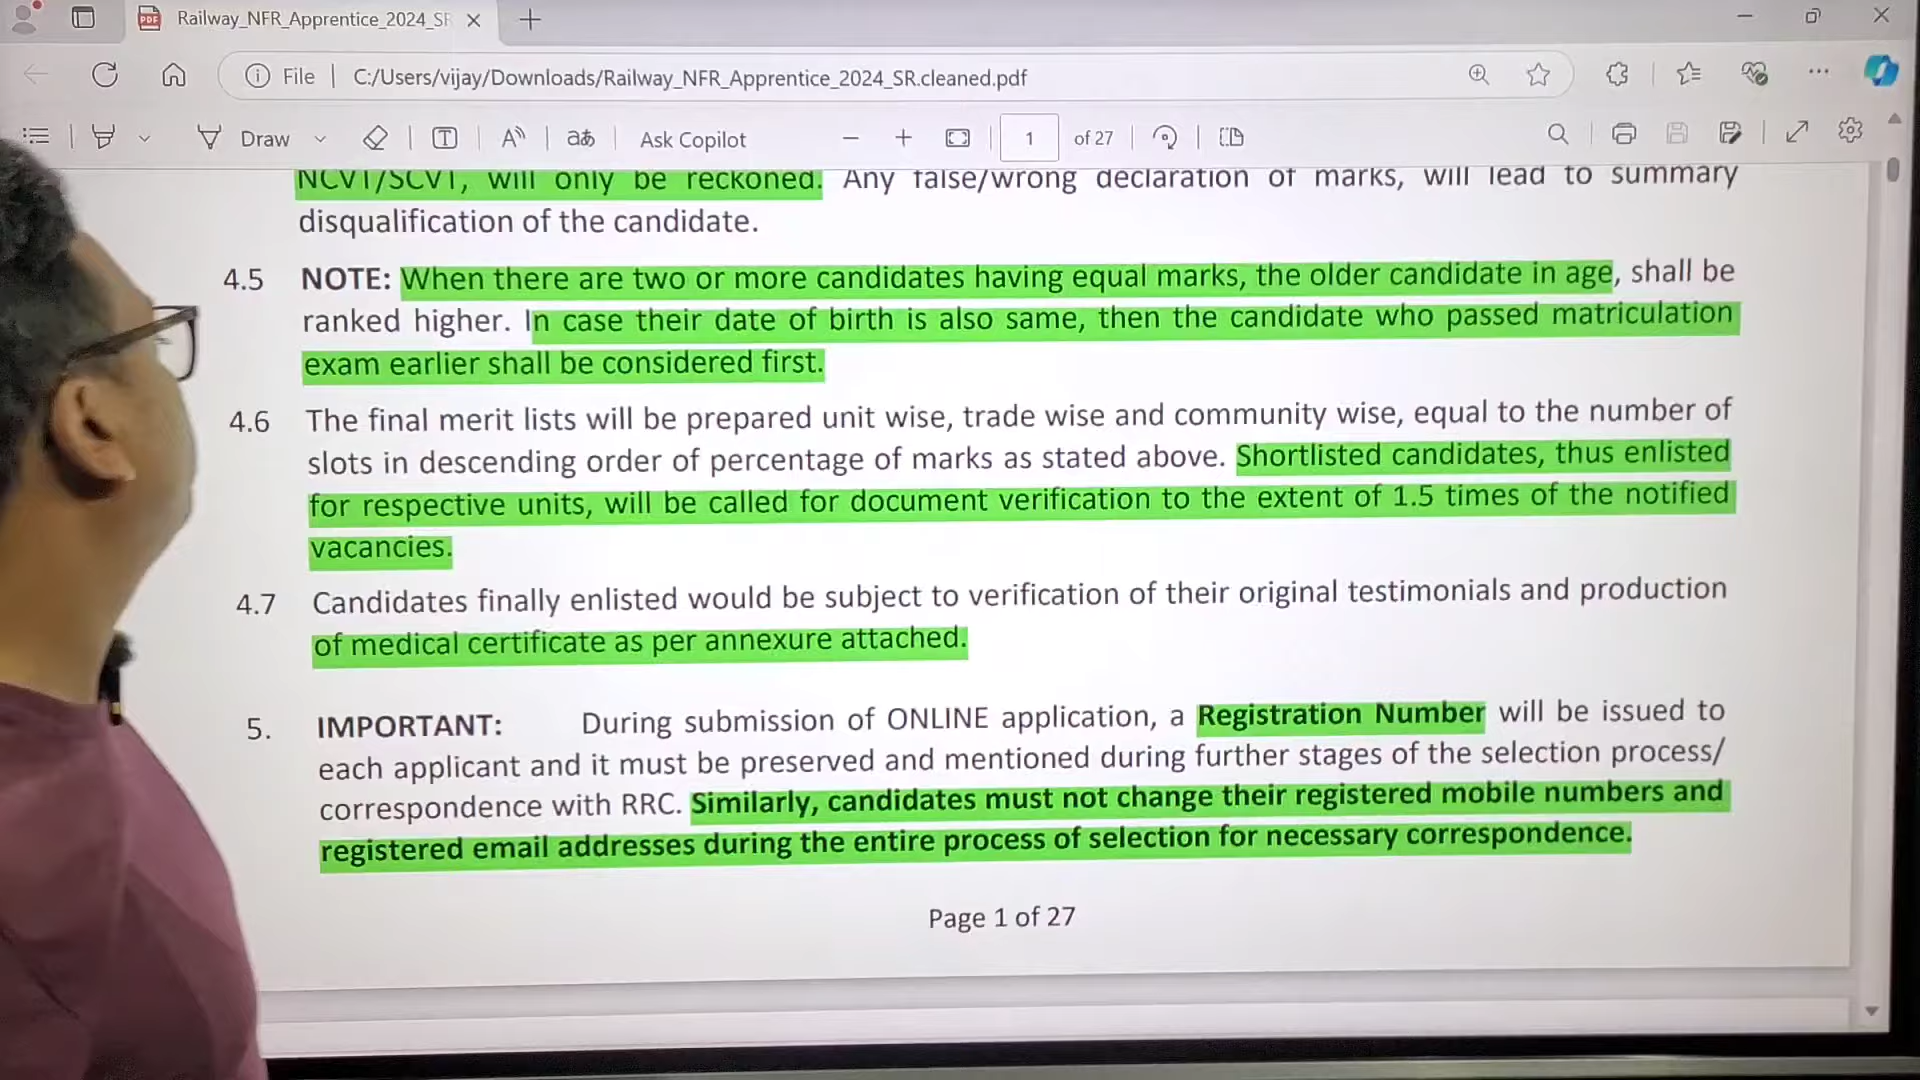 Railway_NFR_Apprentice_2024_SR
File | C:/Users/vijay/Downloads/Railway_NFR_Apprentice_2024_SR.cleaned.pdf
Draw Ask Copilot 1 of 27
NCVT/SCVT, will only be reckoned. Any false/wrong declaration of marks, will lead to summary
disqualification of the candidate.
4.5 NOTE: When there are two or more candidates having equal marks, the older candidate in age, shall be
ranked higher. In case their date of birth is also same, then the candidate who passed matriculation
exam earlier shall be considered first.
4.6 The final merit lists will be prepared unit wise, trade wise and community wise, equal to the number of
slots in descending order of percentage of marks as stated above. Shortlisted candidates, thus enlisted
for respective units, will be called for document verification to the extent of 1.5 times of the notified
vacancies.
4.7 Candidates finally enlisted would be subject to verification of their original testimonials and production
of medical certificate as per annexure attached.
5. IMPORTANT: During submission of ONLINE application, a Registration Number will be issued to
each applicant and it must be preserved and mentioned during further stages of the selection process/
correspondence with RRC. Similarly, candidates must not change their registered mobile numbers and
registered email addresses during the entire process of selection for necessary correspondence.
Page 1 of 27